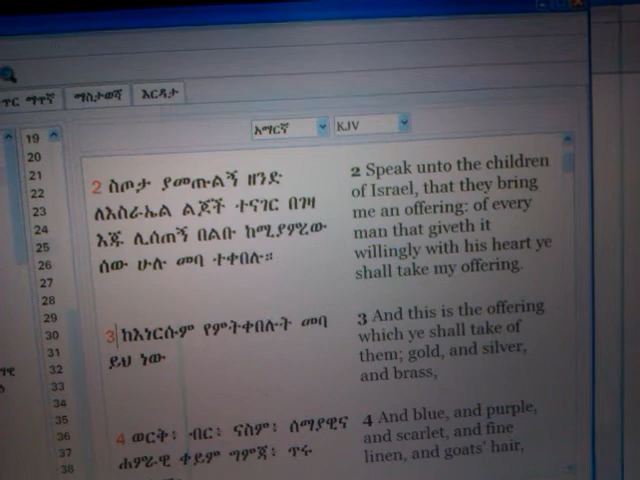 ማስታወሻ
እርዳታ
አማርኛ
KJV
19
20
21
22
23
24
25
26
27
28
29
30
31
32
33
34
35
36
37
38
2 ስጦታ ያመጡልኝ ዘንድ
ለእስራኤል ልጆች ተናገር በገዛ
እጁ ሊሰጠኝ በልቡ ከሚያምረው
ሰው ሁሉ መባ ተቀበሉ።
3 ከእነርሱም የምትቀበሉት መባ
ይህ ነው
4 ወርቅ፥ ብር፥ ናስም፥ ሰማያዊና
ሐምራዊ ቀይም ግምጃ፥ ጥሩ
2 Speak unto the children
of Israel, that they bring
me an offering: of every
man that giveth it
willingly with his heart ye
shall take my offering.
3 And this is the offering
which ye shall take of
them; gold, and silver,
and brass,
4 And blue, and purple,
and scarlet, and fine
linen, and goats' hair,